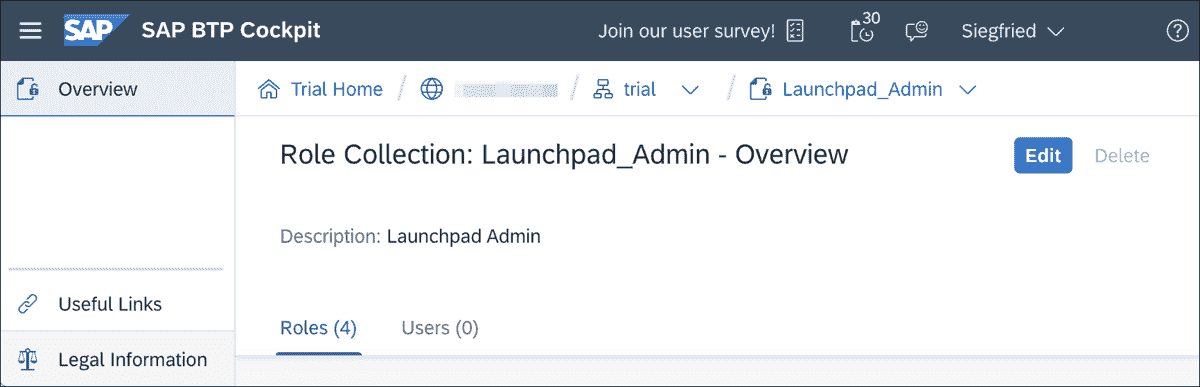 SAP SAP BTP Cockpit Join our user survey! 30 Siegfried
Overview Trial Home / / trial / Launchpad_Admin
Role Collection: Launchpad_Admin - Overview Edit Delete
Description: Launchpad Admin
Useful Links
Roles (4) Users (0)
Legal Information